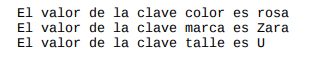 El valor de la clave color es rosa
El valor de la clave marca es Zara
El valor de la clave talle es U